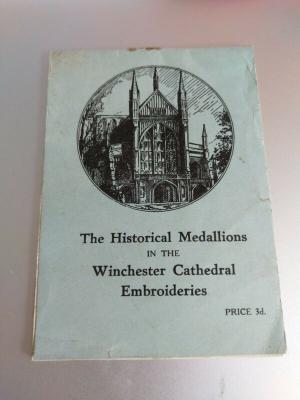 The Historical Medallions
IN THE
Winchester Cathedral
Embroideries
PRICE 3d.